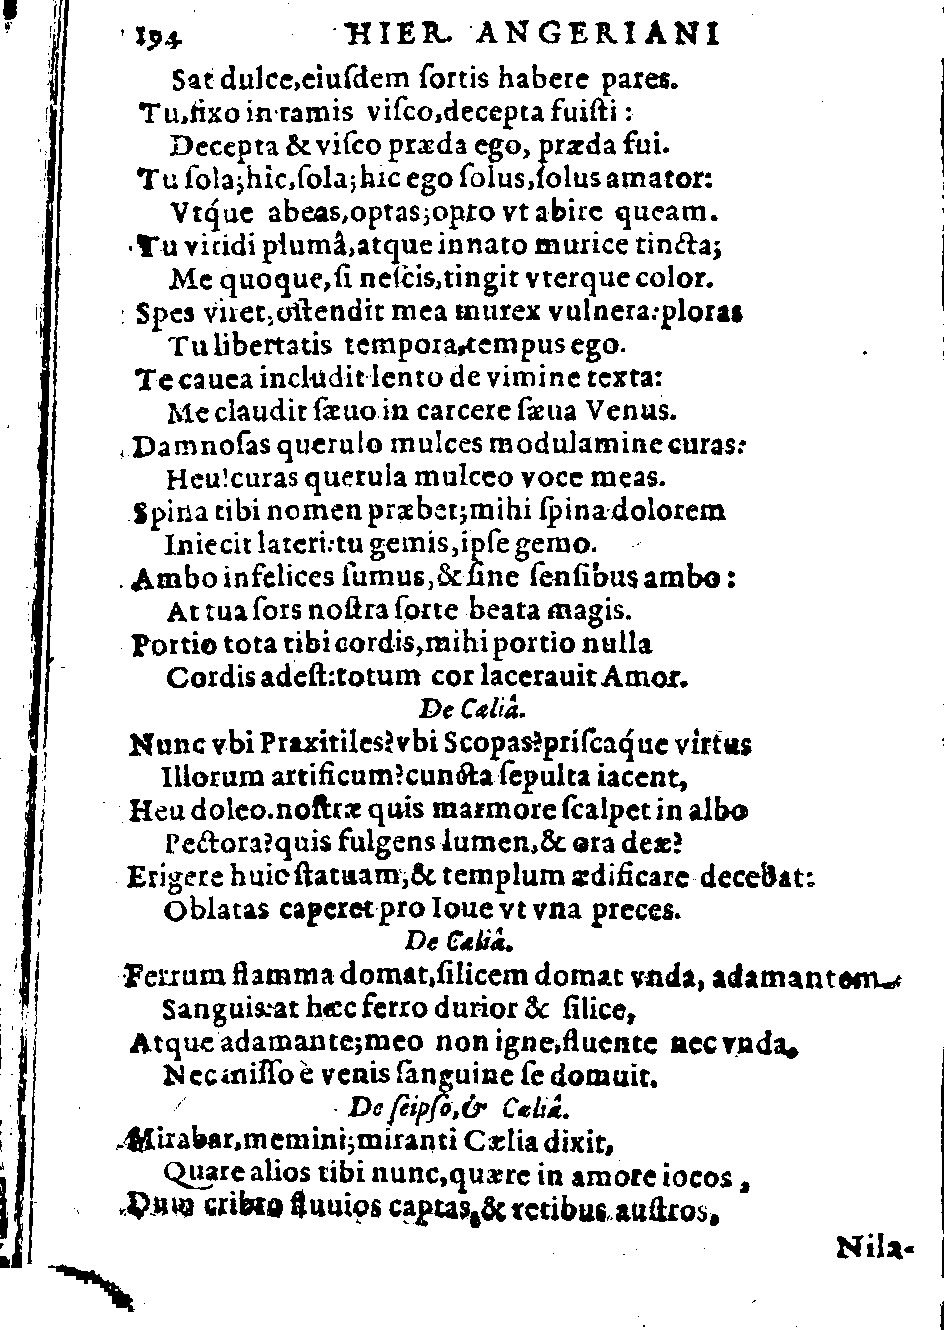 194 HIER. ANGERIANI
Sat dulce,eiuſdem ſortis habere pares.
Tu,fixo in ramis viſco,decepta fuiſti:
Decepta & viſco præda ego, præda fui.
Tu ſola;hic,ſola;hic ego ſolus,ſolus amator:
Vtq́ue abeas,optas;opto vt abire queam.
Tu viridi plumâ,atque innato murice tincta;
Me quoque,ſi neſcis,tingit vterque color.
Spes viret,oſtendit mea murex vulnera:ploras
Tu libertatis tempora,tempus ego.
Te cauea includit lento de vimine texta:
Me claudit ſæuo in carcere ſæua Venus.
Damnoſas querulo mulces modulamine curas:
Heu!curas querula mulceo voce meas.
Spina tibi nomen præbet;mihi ſpina dolorem
Iniecit lateri:tu gemis,ipſe gemo.
Ambo infelices ſumus,& ſine ſenſibus ambo:
At tua ſors noſtra ſorte beata magis.
Portio tota tibi cordis,mihi portio nulla
Cordis adeſt:totum cor lacerauit Amor.
De Cæliâ.
Nunc vbi Praxitiles?vbi Scopas?priſcaq́ue virtus
Illorum artificum?cuncta ſepulta iacent,
Heu doleo.noſtræ quis marmore ſcalpet in albo
Pectora?quis fulgens lumen,& ora deæ?
Erigere huic ſtatuam,& templum ædificare decebat:
Oblatas caperet pro Ioue vt vna preces.
De Cæliâ.
Ferrum flamma domat,ſilicem domat vnda, adamantem
Sanguis:at hæc ferro durior & ſilice,
Atque adamante;meo non igne,fluente nec vnda,
Nec miſſo è venis ſanguine ſe domuit.
De ſeipſo,& Cæliâ.
Mirabar,memini;miranti Cælia dixit,
Quare alios tibi nunc,quære in amore iocos,
Dum cribro fluuios captas,& retibus auſtros,
Nila-